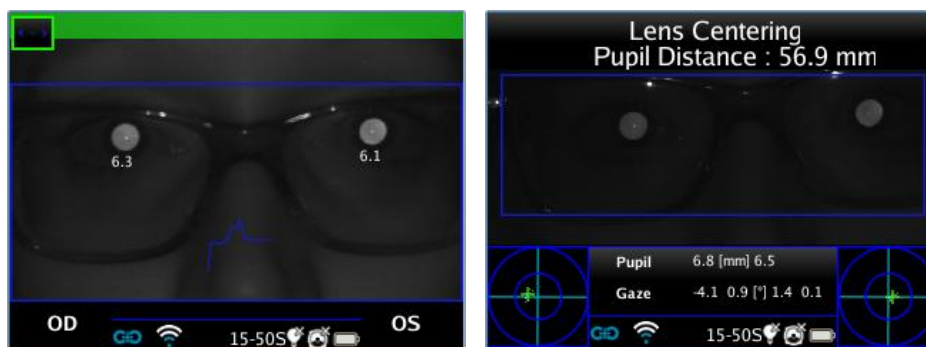 6.3
6.1
OD
OS
15-50S
Lens Centering
Pupil Distance : 56.9 mm
Pupil 6.8 [mm] 6.5
Gaze -4.1 0.9 [°] 1.4 0.1
15-50S